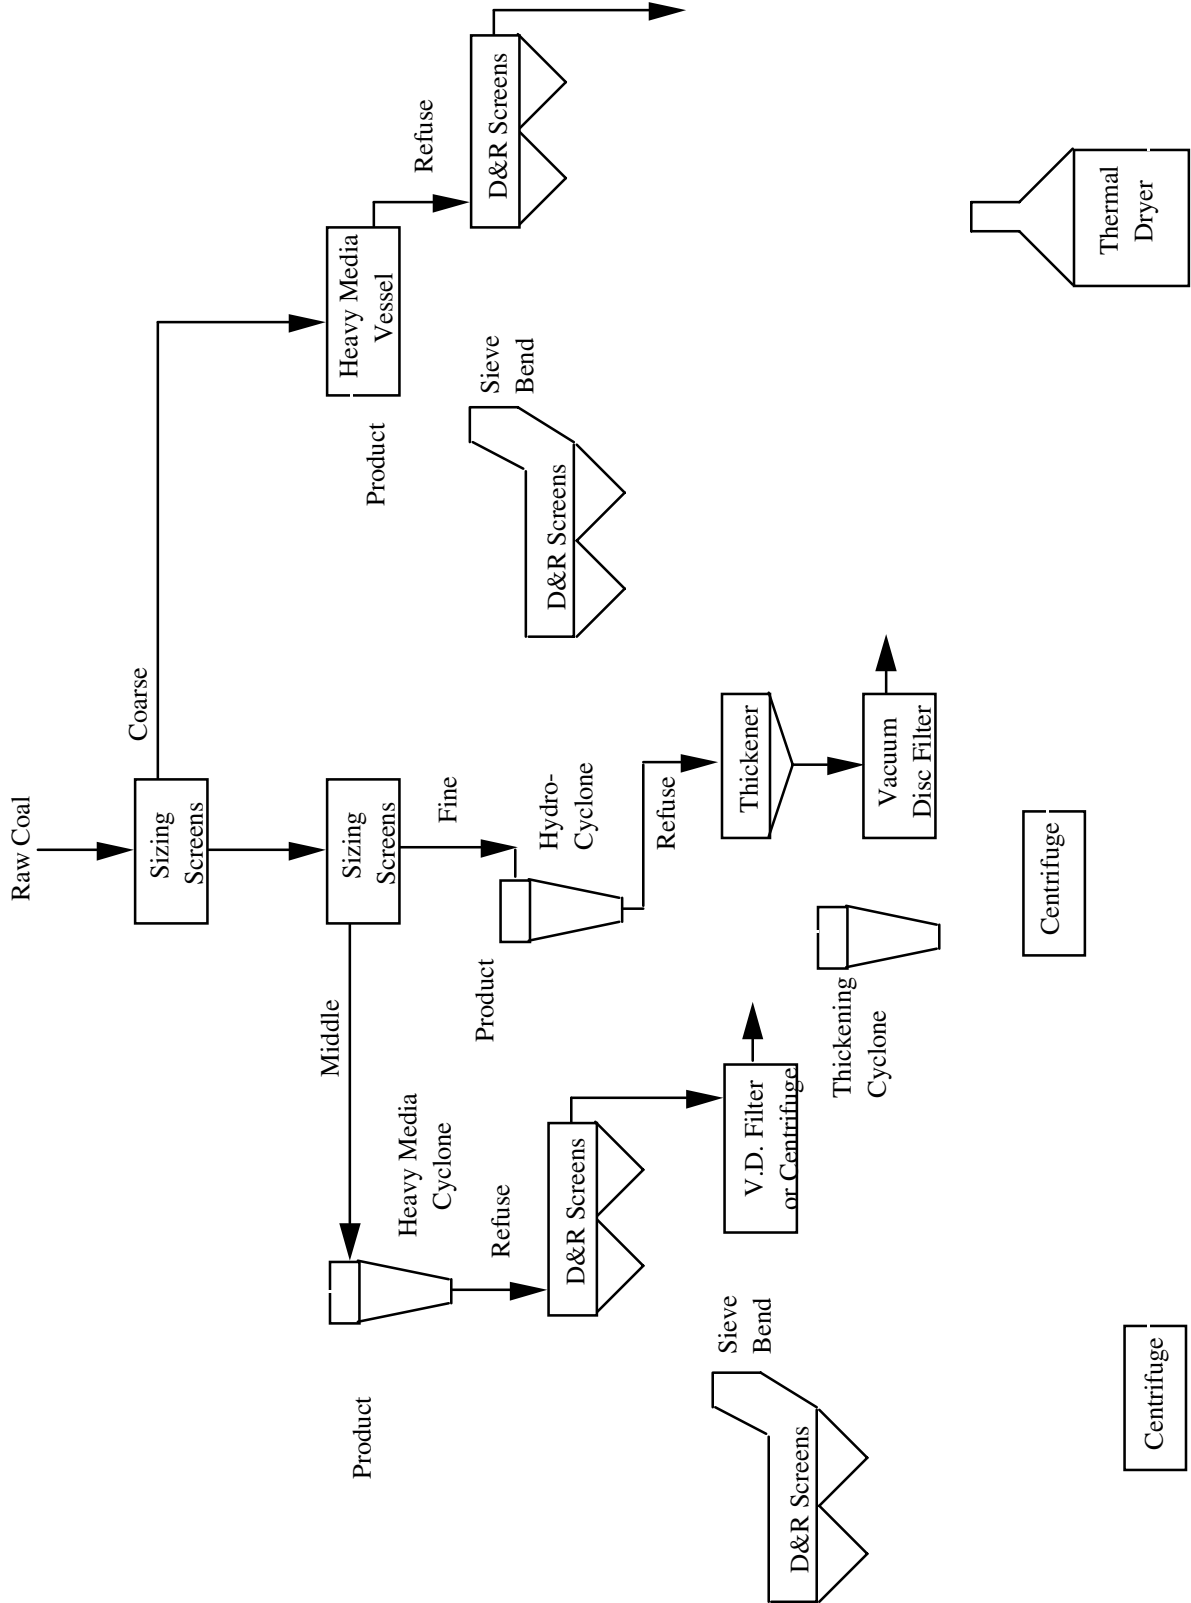 Raw Coal
Sizing
Screens
Coarse
Sizing
Screens
Middle
Fine
Heavy Media
Vessel
Product
Refuse
D&R Screens
Sieve
Bend
D&R Screens
Hydro-
Cyclone
Product
Refuse
Thickener
Vacuum
Disc Filter
Heavy Media
Cyclone
Product
Refuse
D&R Screens
V.D. Filter
or Centrifuge
Sieve
Bend
D&R Screens
Thickening
Cyclone
Centrifuge
Centrifuge
Thermal
Dryer